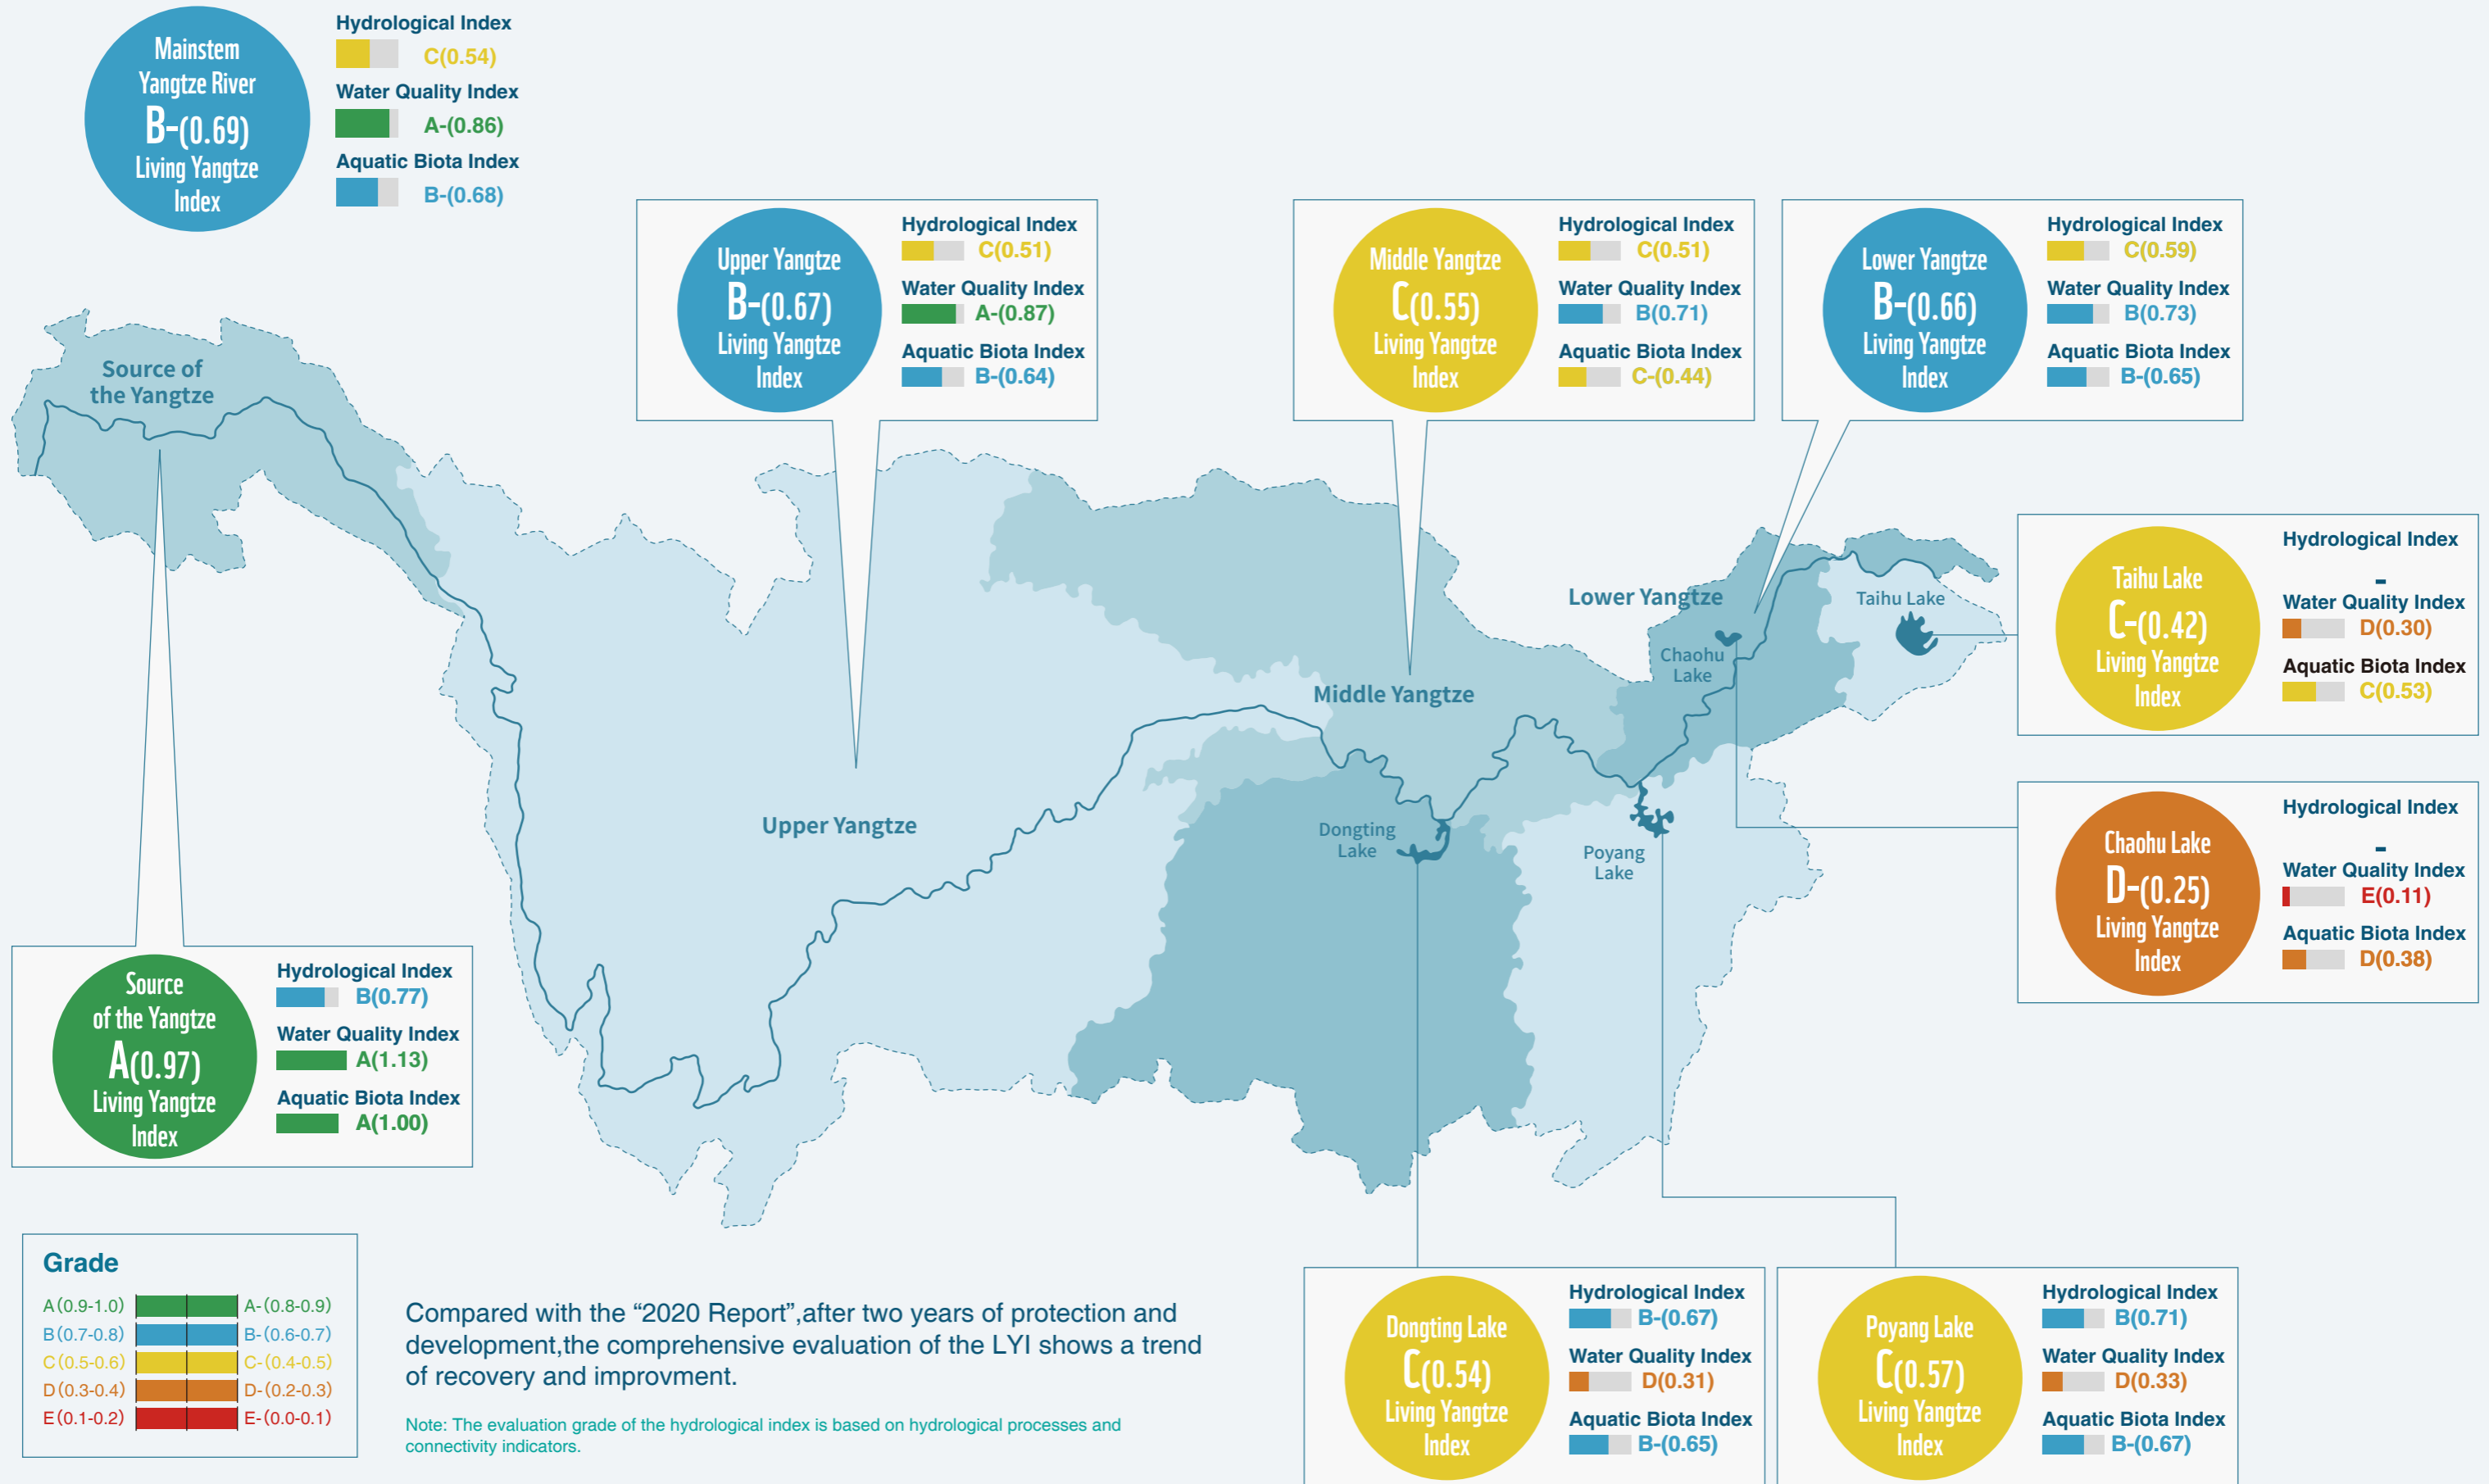 Mainstem
Yangtze River
B-(0.69)
Living Yangtze
Index
Hydrological Index
C(0.54)
Water Quality Index
A-(0.86)
Aquatic Biota Index
B-(0.68)
Upper Yangtze
B-(0.67)
Living Yangtze
Index
Hydrological Index
C(0.51)
Water Quality Index
A-(0.87)
Aquatic Biota Index
B-(0.64)
Middle Yangtze
C(0.55)
Living Yangtze
Index
Hydrological Index
C(0.51)
Water Quality Index
B(0.71)
Aquatic Biota Index
C-(0.44)
Lower Yangtze
B-(0.66)
Living Yangtze
Index
Hydrological Index
C(0.59)
Water Quality Index
B(0.73)
Aquatic Biota Index
B-(0.65)
Source of
the Yangtze
Upper Yangtze
Middle Yangtze
Lower Yangtze
Taihu Lake
Chaohu
Lake
Dongting
Lake
Poyang
Lake
Taihu Lake
C-(0.42)
Living Yangtze
Index
Hydrological Index
-
Water Quality Index
D(0.30)
Aquatic Biota Index
C(0.53)
Chaohu Lake
D-(0.25)
Living Yangtze
Index
Hydrological Index
-
Water Quality Index
E(0.11)
Aquatic Biota Index
D(0.38)
Source
of the Yangtze
A(0.97)
Living Yangtze
Index
Hydrological Index
B(0.77)
Water Quality Index
A(1.13)
Aquatic Biota Index
A(1.00)
Grade
A(0.9-1.0) A-(0.8-0.9)
B(0.7-0.8) B-(0.6-0.7)
C(0.5-0.6) C-(0.4-0.5)
D(0.3-0.4) D-(0.2-0.3)
E(0.1-0.2) E-(0.0-0.1)
Compared with the “2020 Report”,after two years of protection and
development,the comprehensive evaluation of the LYI shows a trend
of recovery and improvment.
Note: The evaluation grade of the hydrological index is based on hydrological processes and
connectivity indicators.
Dongting Lake
C(0.54)
Living Yangtze
Index
Hydrological Index
B-(0.67)
Water Quality Index
D(0.31)
Aquatic Biota Index
B-(0.65)
Poyang Lake
C(0.57)
Living Yangtze
Index
Hydrological Index
B(0.71)
Water Quality Index
D(0.33)
Aquatic Biota Index
B-(0.67)